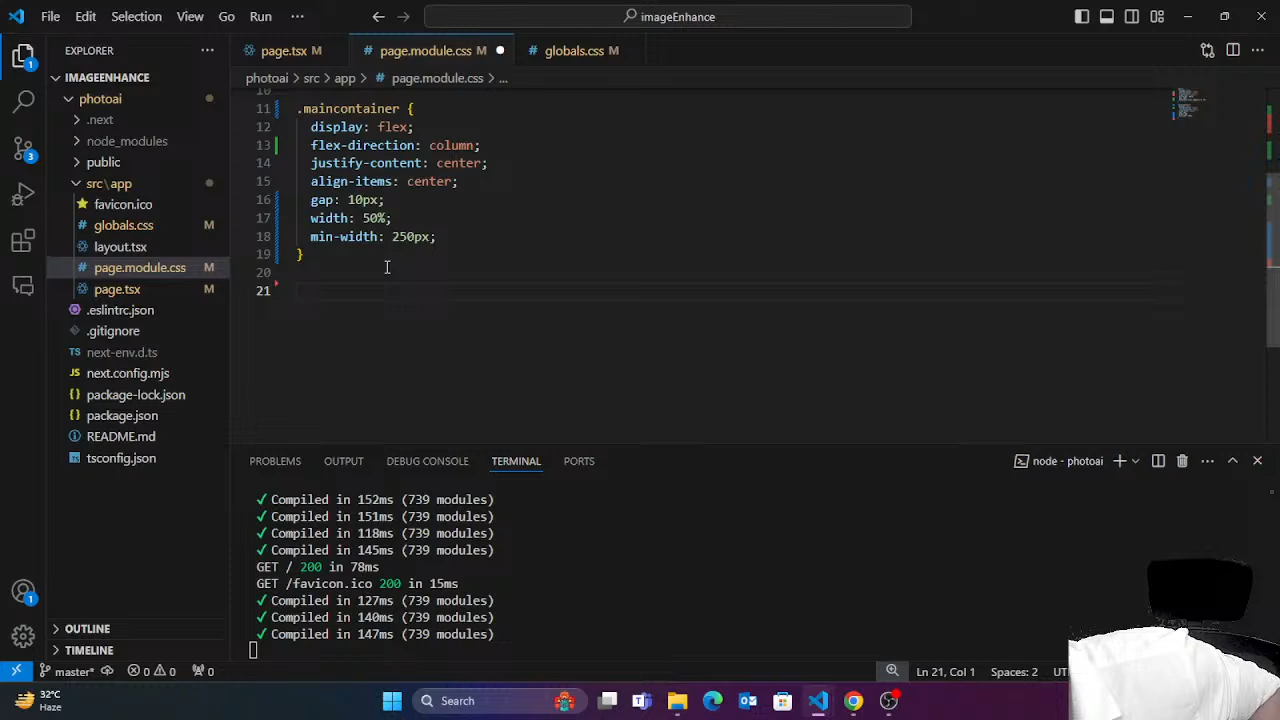 File Edit Selection View Go Run ··· imageEnhance
EXPLORER ···
IMAGEENHANCE
photoai
.next
node_modules
public
src\app
favicon.ico
globals.css M
layout.tsx
page.module.css M
page.tsx M
.eslintrc.json
.gitignore
TS next-env.d.ts
JS next.config.mjs
{} package-lock.json
{} package.json
README.md
tsconfig.json
OUTLINE
TIMELINE
page.tsx M # page.module.css M # globals.css M
photoai > src > app > # page.module.css > ...
10
11 .maincontainer {
12 display: flex;
13 flex-direction: column;
14 justify-content: center;
15 align-items: center;
16 gap: 10px;
17 width: 50%;
18 min-width: 250px;
19 }
20
21
PROBLEMS OUTPUT DEBUG CONSOLE TERMINAL PORTS node - photoai
✓ Compiled in 152ms (739 modules)
✓ Compiled in 151ms (739 modules)
✓ Compiled in 118ms (739 modules)
✓ Compiled in 145ms (739 modules)
GET / 200 in 78ms
GET /favicon.ico 200 in 15ms
✓ Compiled in 127ms (739 modules)
✓ Compiled in 140ms (739 modules)
✓ Compiled in 147ms (739 modules)
1
3
1
master* 0 0 0 Ln 21, Col 1 Spaces: 2
32°C
Haze
Search